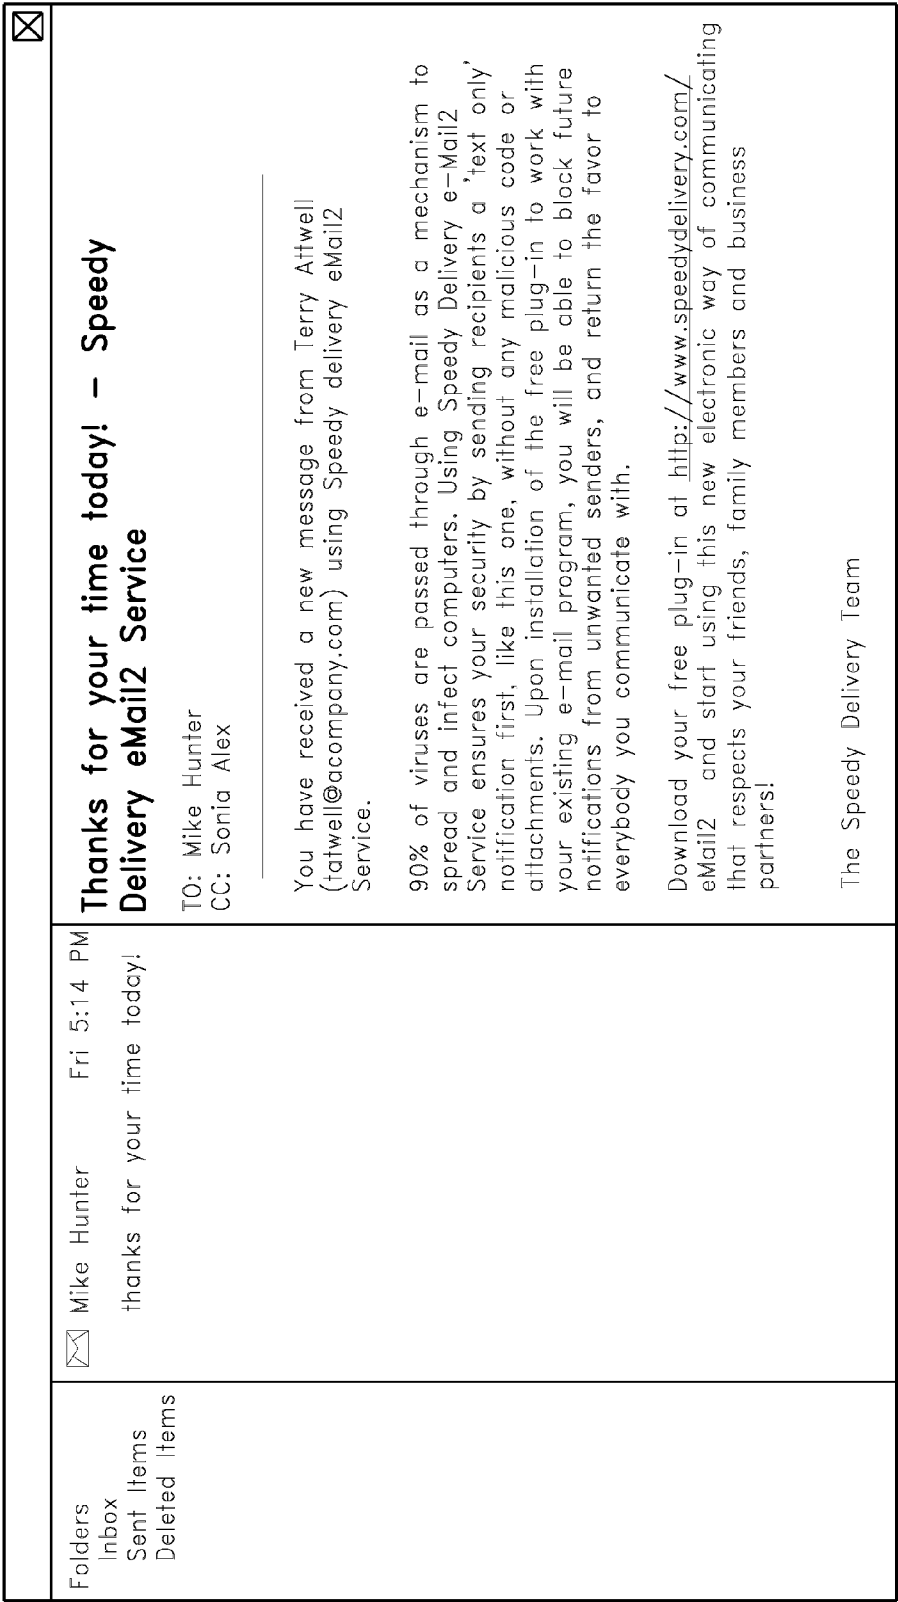 Folders
Inbox
Sent Items
Deleted Items
Mike Hunter Fri 5:14 PM
thanks for your time today!
Thanks for your time today! – Speedy
Delivery eMail2 Service
TO: Mike Hunter
CC: Sonia Alex
You have received a new message from Terry Attwell
(tatwell@acompany.com) using Speedy delivery eMail2
Service.
90% of viruses are passed through e-mail as a mechanism to
spread and infect computers. Using Speedy Delivery e-Mail2
Service ensures your security by sending recipients a 'text only'
notification first, like this one, without any malicious code or
attachments. Upon installation of the free plug-in to work with
your existing e-mail program, you will be able to block future
notifications from unwanted senders, and return the favor to
everybody you communicate with.
Download your free plug-in at http://www.speedydelivery.com/
eMail2 and start using this new electronic way of communicating
that respects your friends, family members and business
partners!
The Speedy Delivery Team